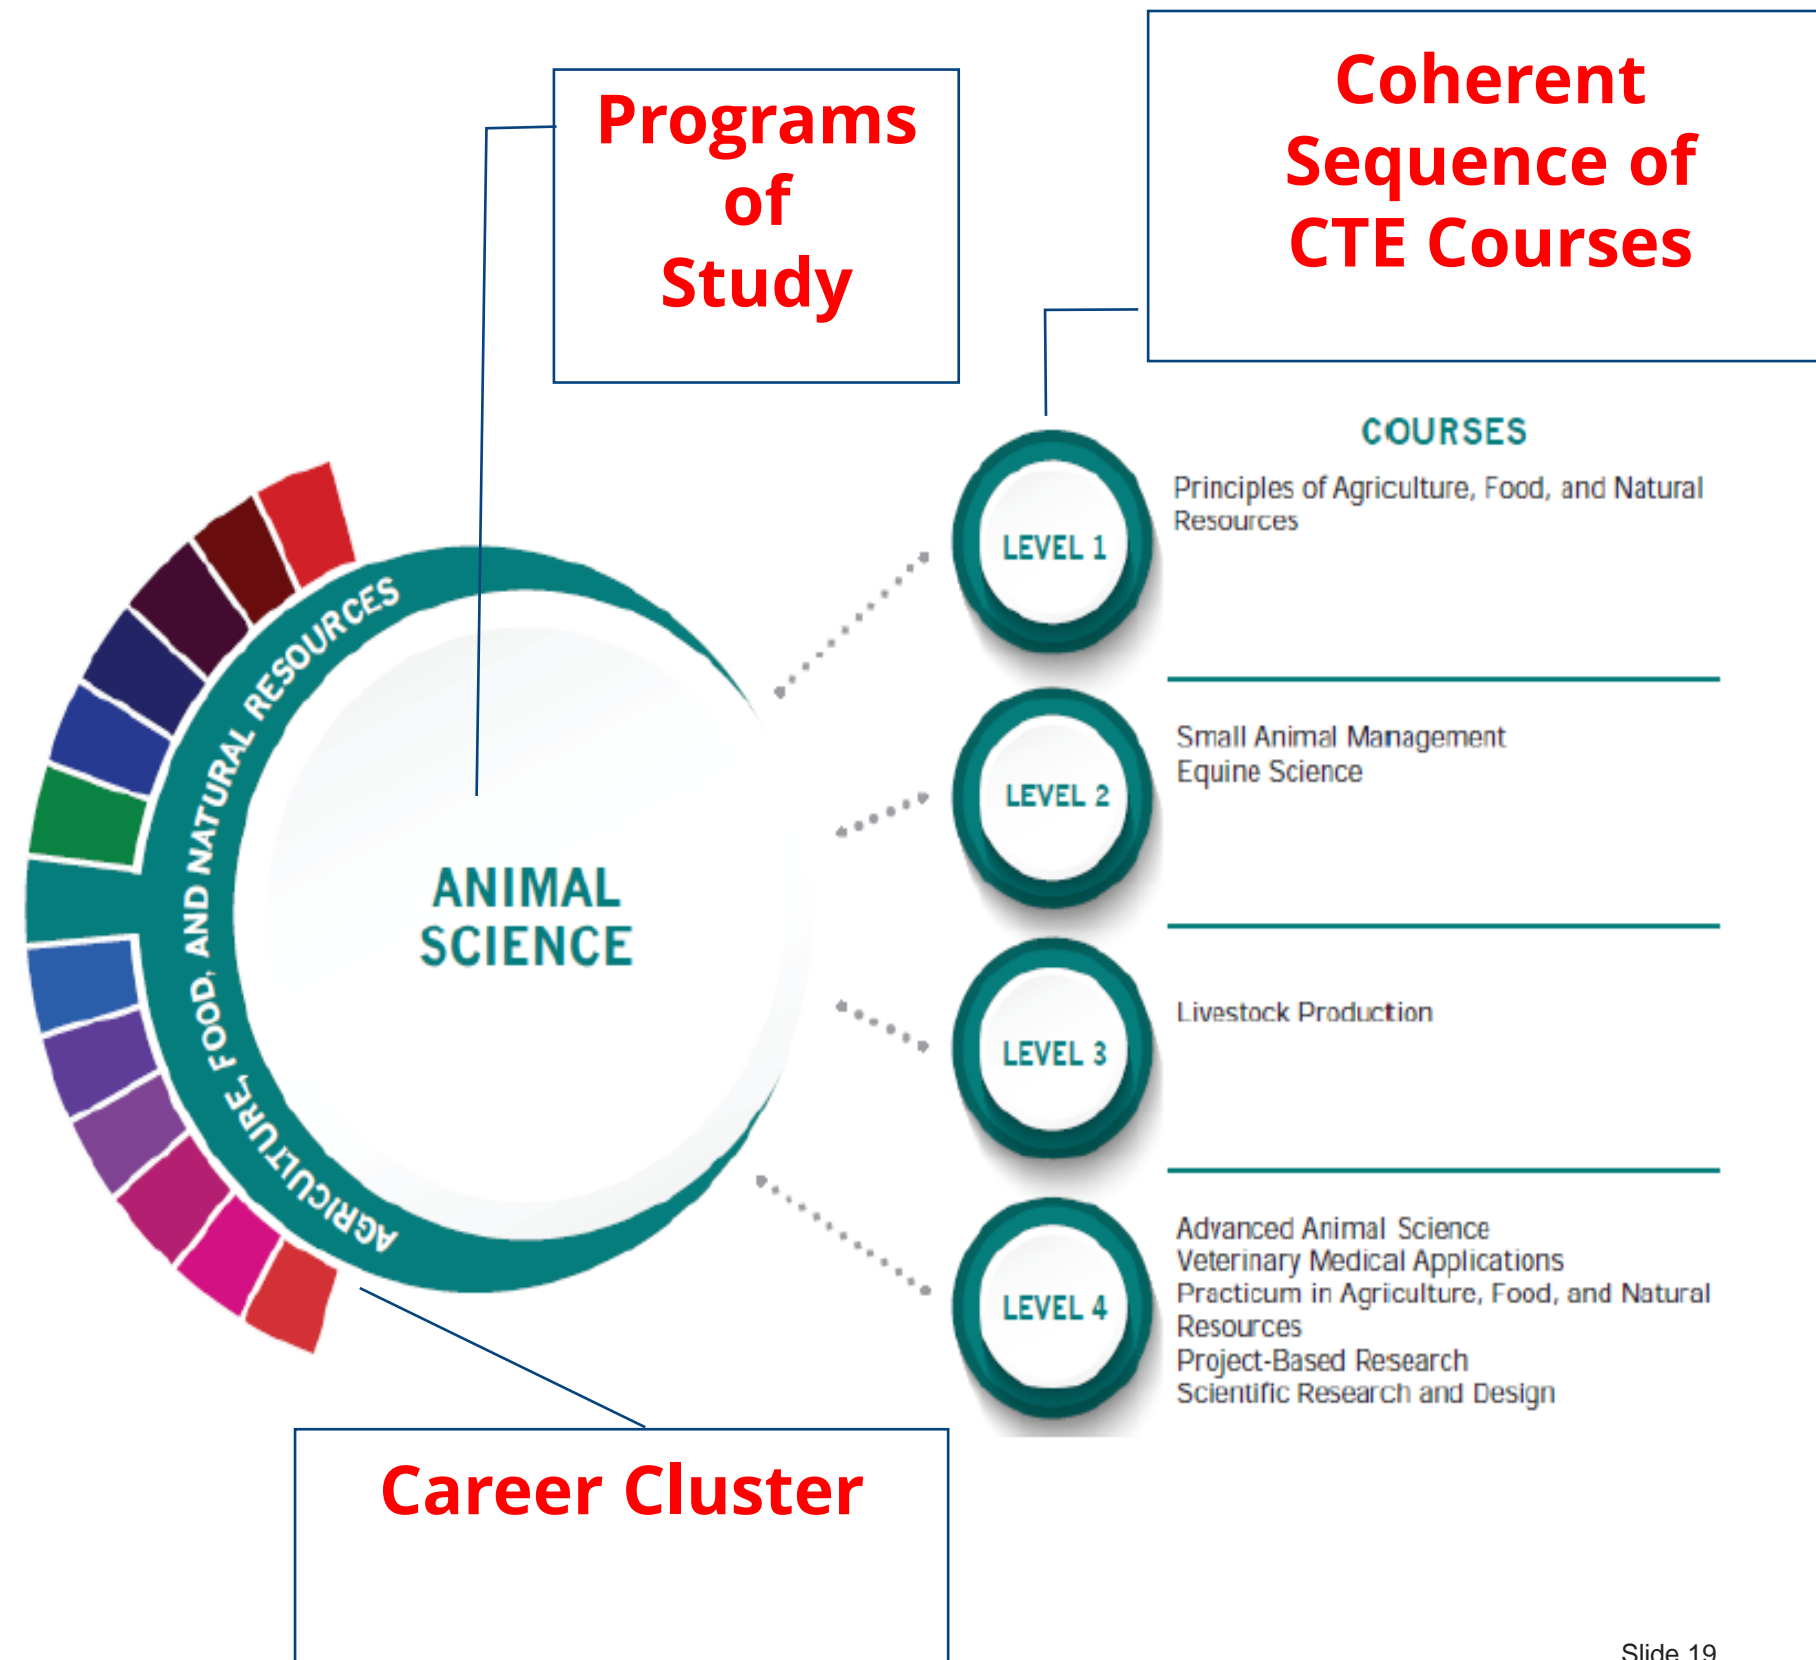 Programs
of
Study
Coherent
Sequence of
CTE Courses
AGRICULTURE, FOOD, AND NATURAL RESOURCES
ANIMAL
SCIENCE
COURSES
LEVEL 1
Principles of Agriculture, Food, and Natural
Resources
LEVEL 2
Small Animal Management
Equine Science
LEVEL 3
Livestock Production
LEVEL 4
Advanced Animal Science
Veterinary Medical Applications
Practicum in Agriculture, Food, and Natural
Resources
Project-Based Research
Scientific Research and Design
Career Cluster
Slide 19